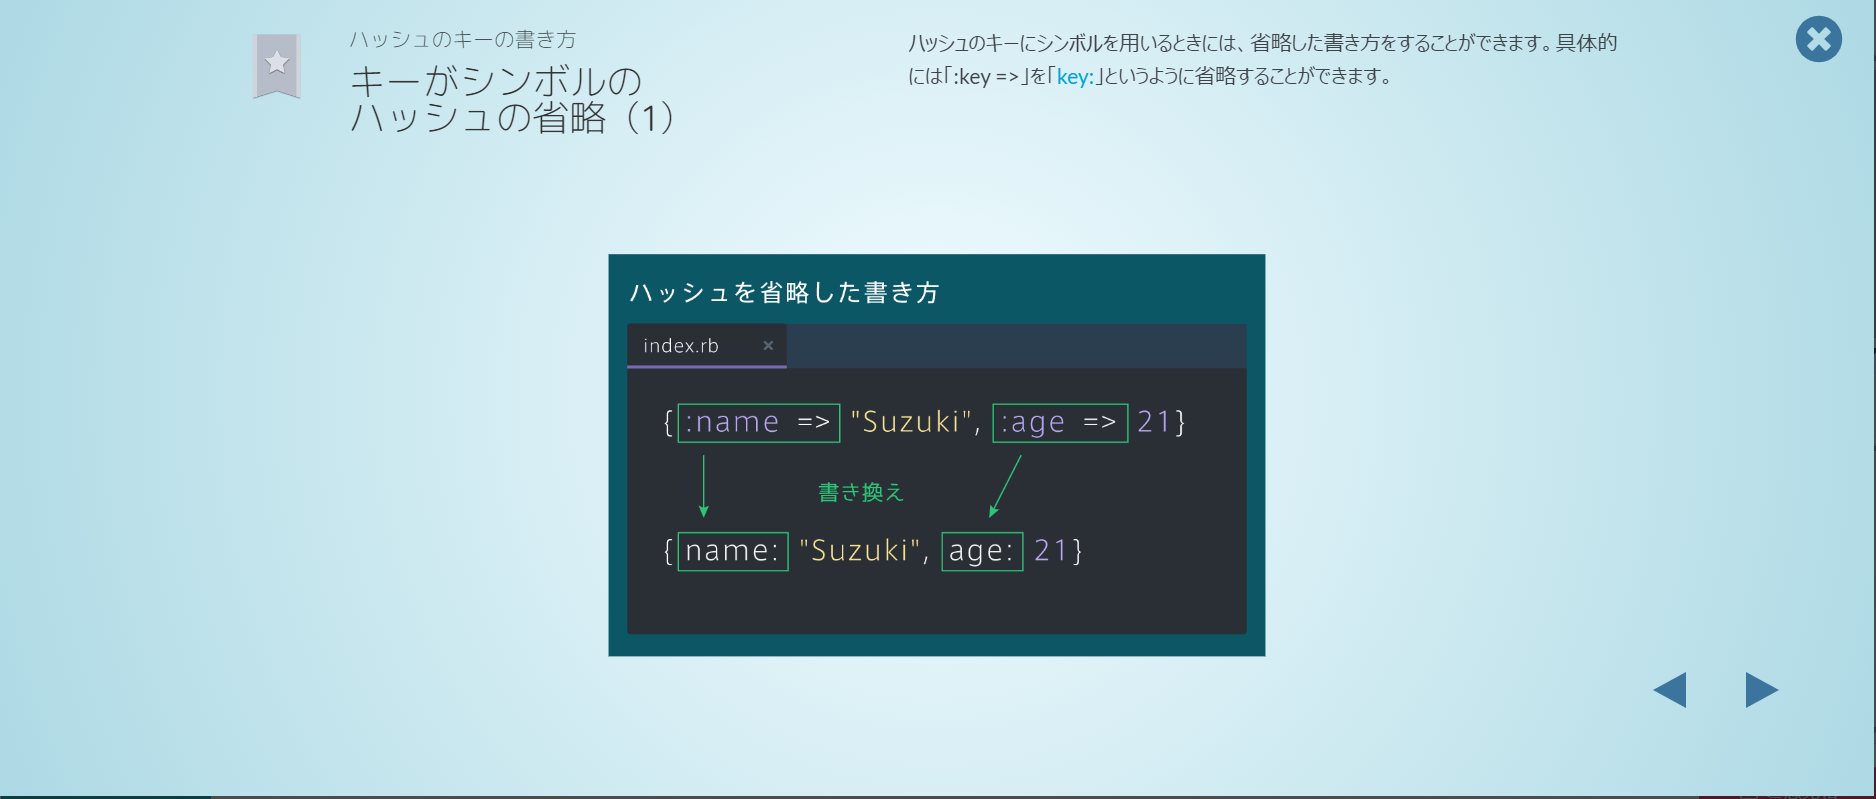 ハッシュのキーの書き方
キーがシンボルの
ハッシュの省略（1）
ハッシュのキーにシンボルを用いるときには、省略した書き方をすることができます。具体的
には「:key =>」を「key:」というように省略することができます。
ハッシュを省略した書き方
index.rb ×
{:name => "Suzuki", :age => 21}
書き換え
{name: "Suzuki", age: 21}